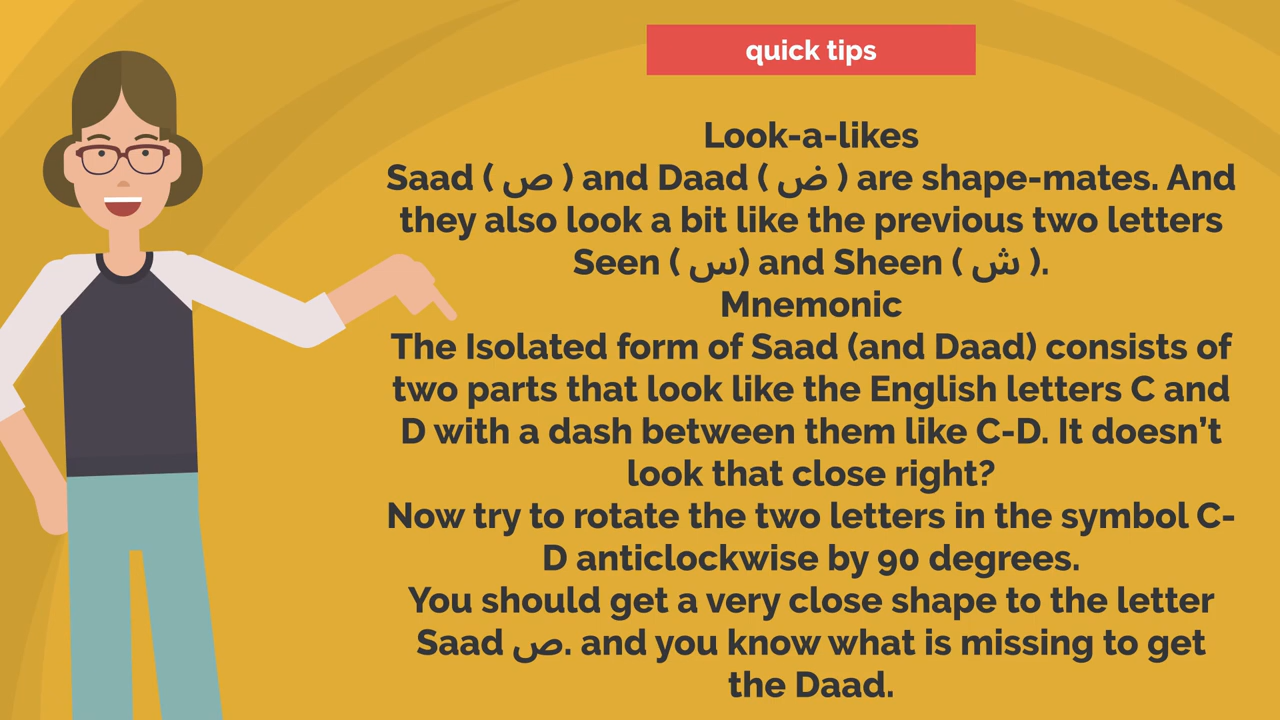 quick tips
Look-a-likes
Saad ( ص ) and Daad ( ض ) are shape-mates. And
they also look a bit like the previous two letters
Seen ( س) and Sheen ( ش ).
Mnemonic
The Isolated form of Saad (and Daad) consists of
two parts that look like the English letters C and
D with a dash between them like C-D. It doesn’t
look that close right?
Now try to rotate the two letters in the symbol C-
D anticlockwise by 90 degrees.
You should get a very close shape to the letter
Saad ص. and you know what is missing to get
the Daad.